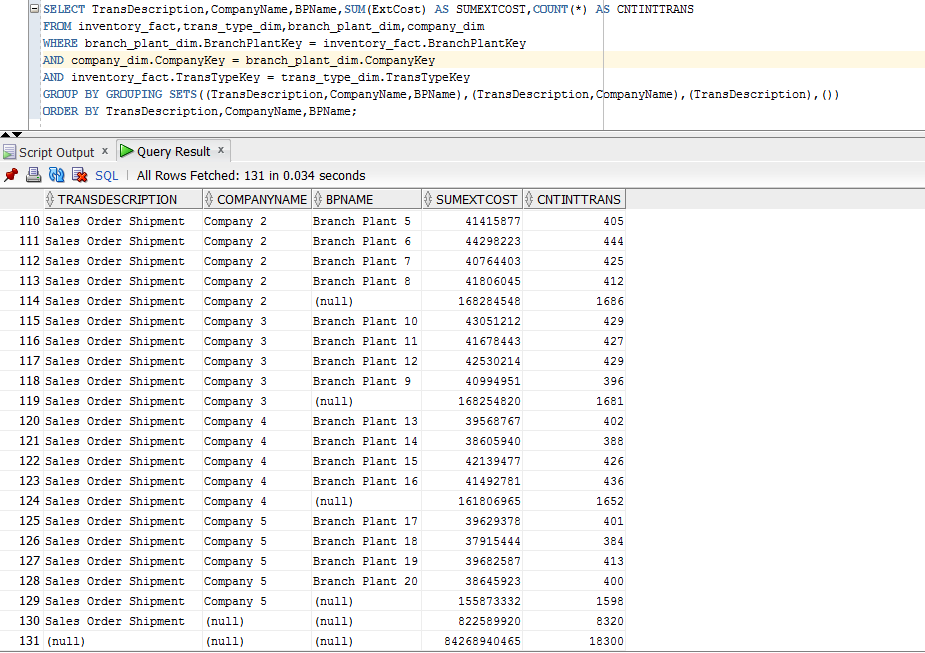 SELECT TransDescription,CompanyName,BPName,SUM(ExtCost) AS SUMEXTCOST,COUNT(*) AS CNTINTTRANS
FROM inventory_fact,trans_type_dim,branch_plant_dim,company_dim
WHERE branch_plant_dim.BranchPlantKey = inventory_fact.BranchPlantKey
AND company_dim.CompanyKey = branch_plant_dim.CompanyKey
AND inventory_fact.TransTypeKey = trans_type_dim.TransTypeKey
GROUP BY GROUPING SETS((TransDescription,CompanyName,BPName),(TransDescription,CompanyName),(TransDescription),())
ORDER BY TransDescription,CompanyName,BPName;
Script Output x Query Result x
SQL | All Rows Fetched: 131 in 0.034 seconds
TRANSDESCRIPTION COMPANYNAME BPNAME SUMEXTCOST CNTINTTRANS
110 Sales Order Shipment Company 2 Branch Plant 5 41415877 405
111 Sales Order Shipment Company 2 Branch Plant 6 44298223 444
112 Sales Order Shipment Company 2 Branch Plant 7 40764403 425
113 Sales Order Shipment Company 2 Branch Plant 8 41806045 412
114 Sales Order Shipment Company 2 (null) 168284548 1686
115 Sales Order Shipment Company 3 Branch Plant 10 43051212 429
116 Sales Order Shipment Company 3 Branch Plant 11 41678443 427
117 Sales Order Shipment Company 3 Branch Plant 12 42530214 429
118 Sales Order Shipment Company 3 Branch Plant 9 40994951 396
119 Sales Order Shipment Company 3 (null) 168254820 1681
120 Sales Order Shipment Company 4 Branch Plant 13 39568767 402
121 Sales Order Shipment Company 4 Branch Plant 14 38605940 388
122 Sales Order Shipment Company 4 Branch Plant 15 42139477 426
123 Sales Order Shipment Company 4 Branch Plant 16 41492781 436
124 Sales Order Shipment Company 4 (null) 161806965 1652
125 Sales Order Shipment Company 5 Branch Plant 17 39629378 401
126 Sales Order Shipment Company 5 Branch Plant 18 37915444 384
127 Sales Order Shipment Company 5 Branch Plant 19 39682587 413
128 Sales Order Shipment Company 5 Branch Plant 20 38645923 400
129 Sales Order Shipment Company 5 (null) 155873332 1598
130 Sales Order Shipment (null) (null) 822589920 8320
131 (null) (null) (null) 84268940465 18300